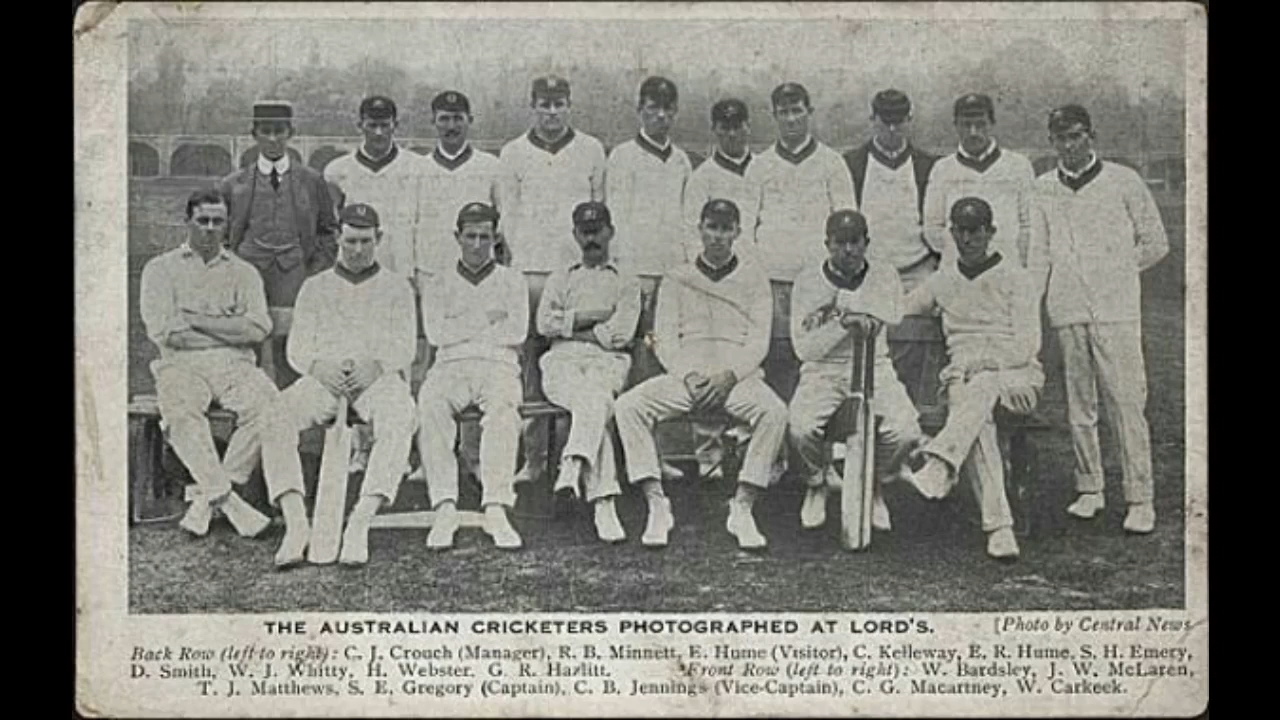 THE AUSTRALIAN CRICKETERS PHOTOGRAPHED AT LORD'S. [Photo by Central News
Back Row (left to right): C. J. Crouch (Manager), R. B. Minnett, E. Hume (Visitor), C. Kelleway, E. R. Hume, S. H. Emery,
D. Smith, W. J. Whitty, H. Webster, G. R. Hazlitt. Front Row (left to right): W. Bardsley, J. W. McLaren,
T. J. Matthews, S. E. Gregory (Captain), C. B. Jennings (Vice-Captain), C. G. Macartney, W. Carkeek.